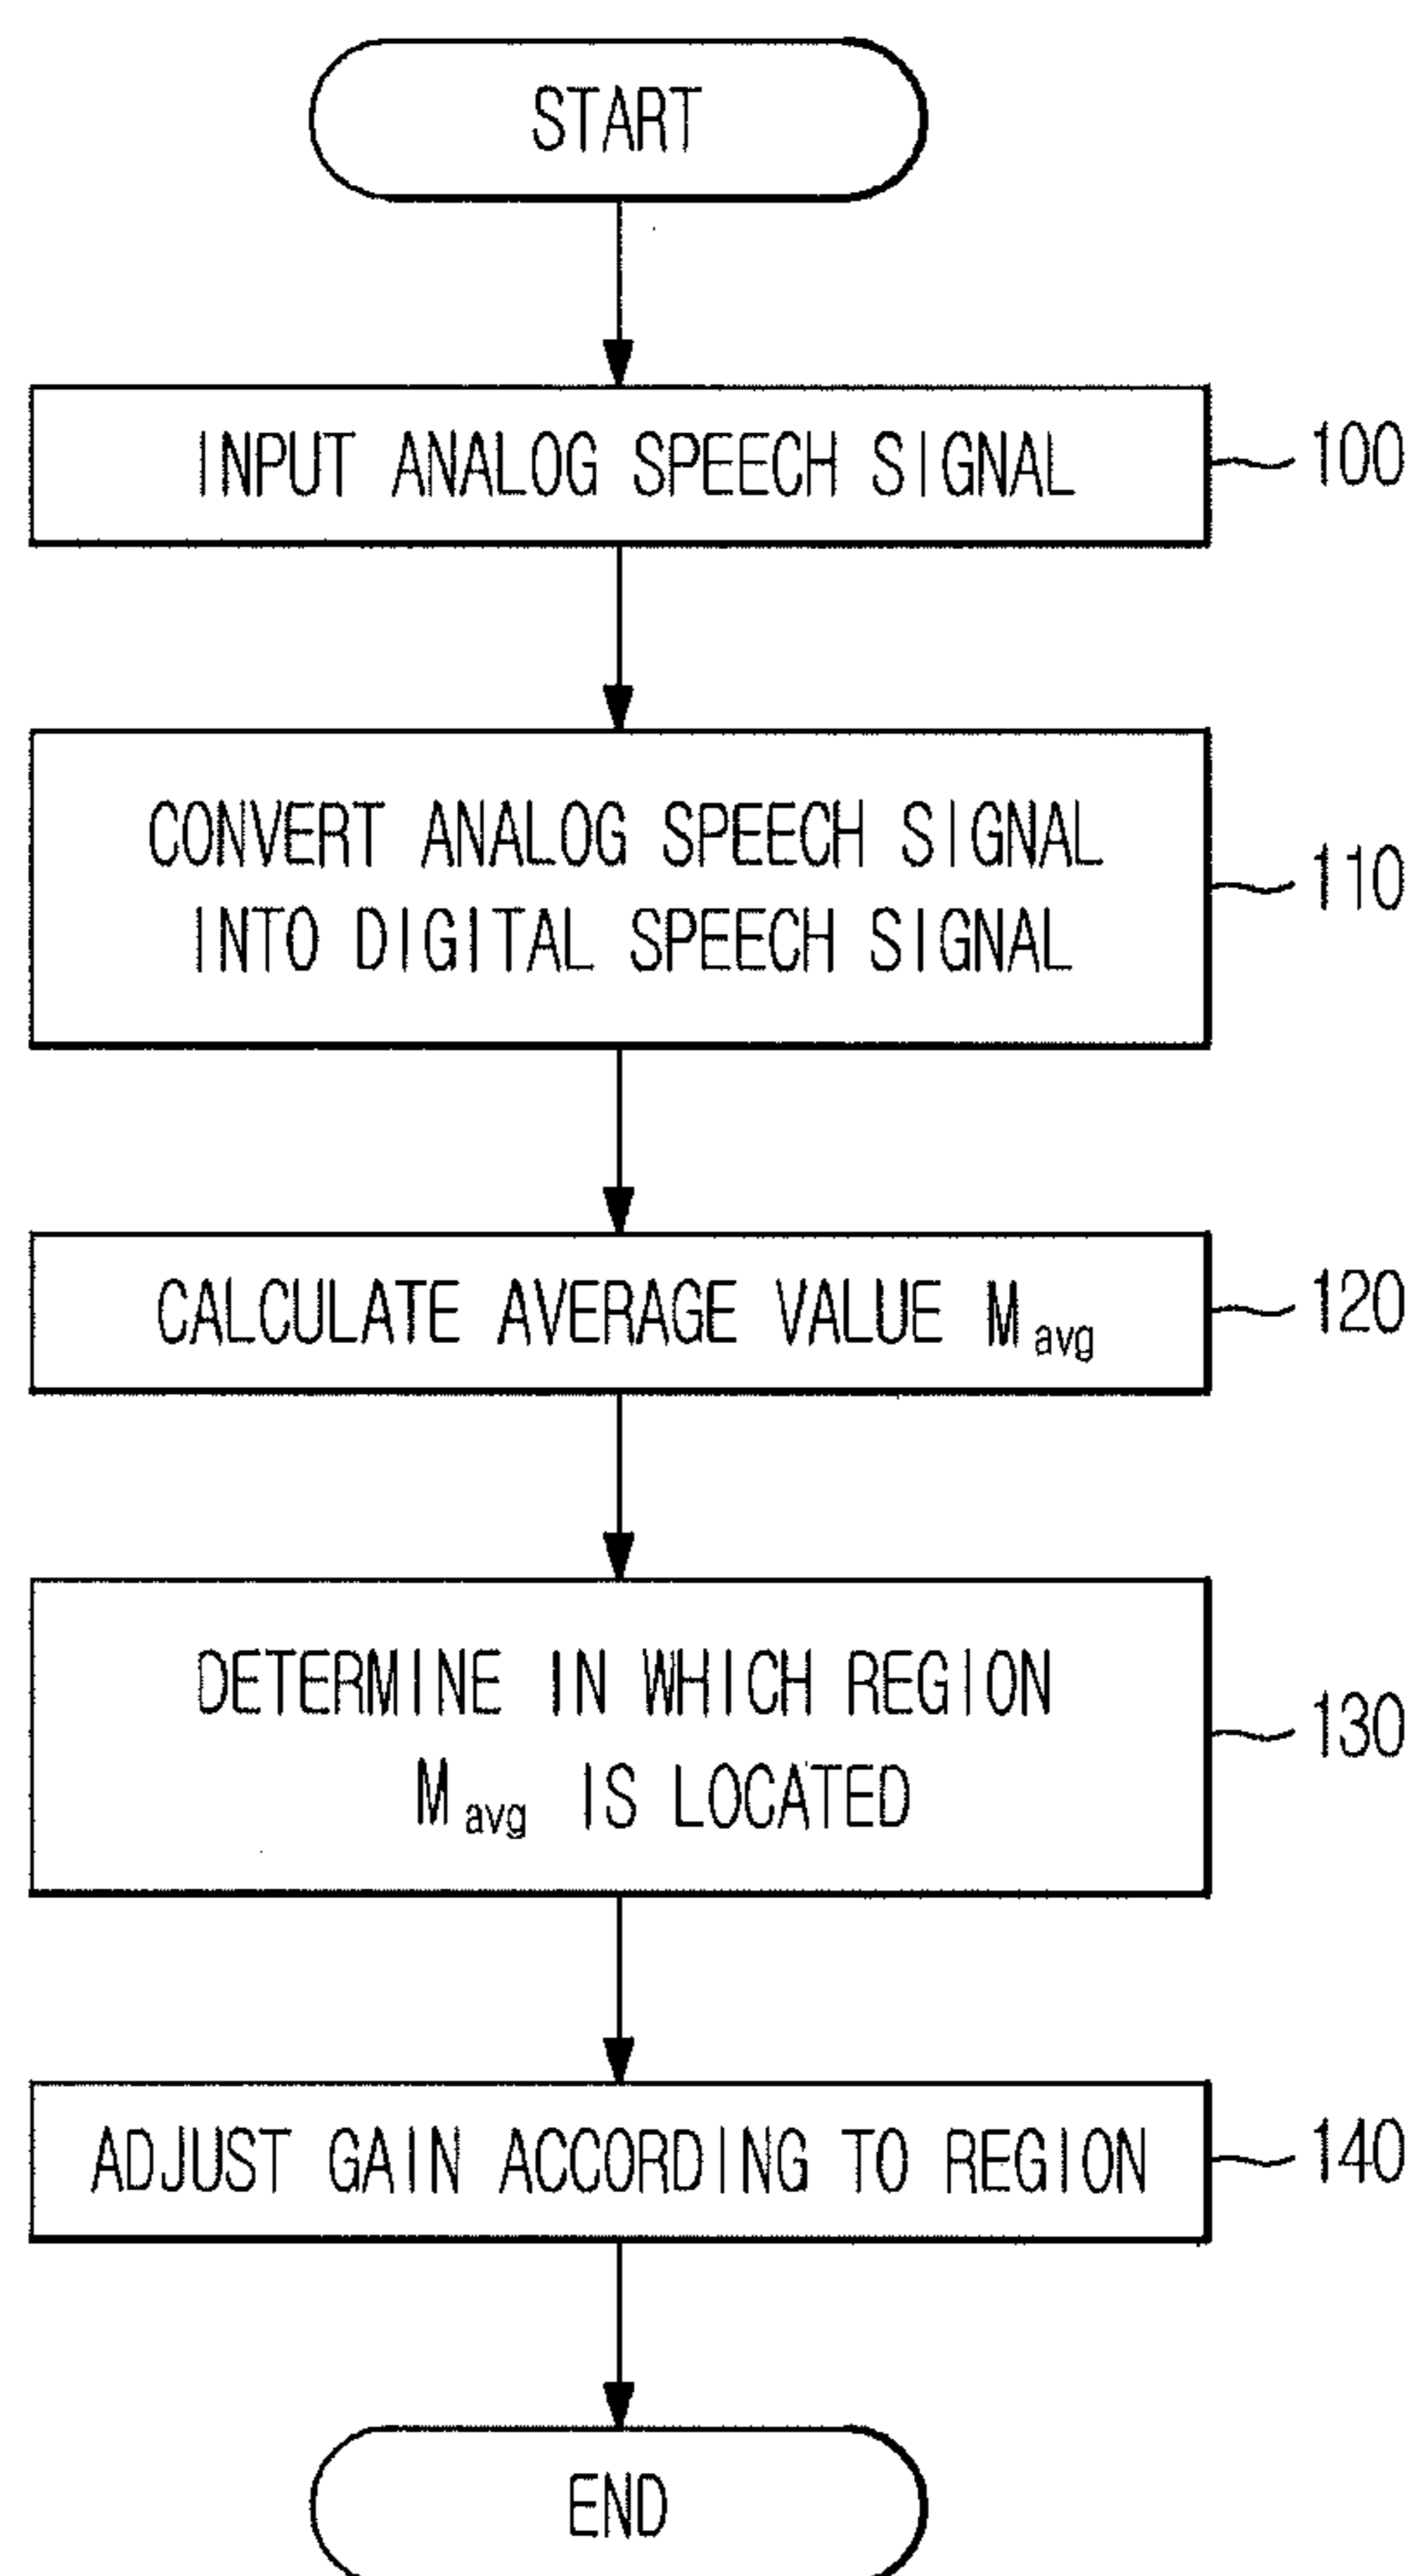 START
INPUT ANALOG SPEECH SIGNAL
100
CONVERT ANALOG SPEECH SIGNAL
INTO DIGITAL SPEECH SIGNAL
110
CALCULATE AVERAGE VALUE Mavg
120
DETERMINE IN WHICH REGION
Mavg IS LOCATED
130
ADJUST GAIN ACCORDING TO REGION
140
END